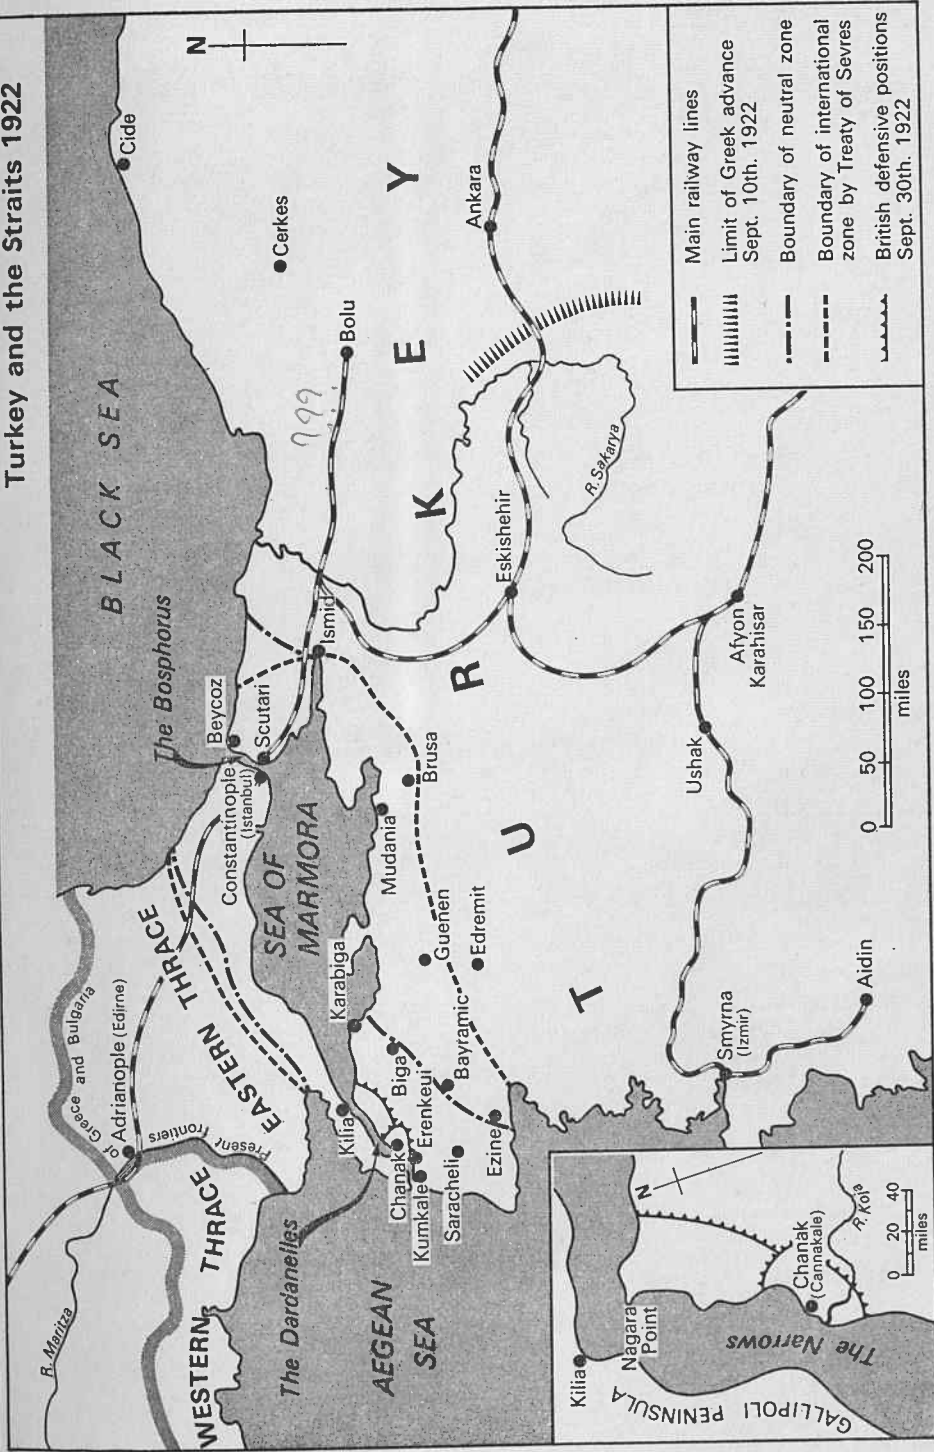 Turkey and the Straits 1922
BLACK SEA
N
Cide
The Bosphorus
Cerkes
Bolu
Present Frontiers
of Greece and Bulgaria
Adrianople (Edirne)
R. Maritza
EASTERN THRACE
WESTERN THRACE
Beycoz
Scutari
Constantinople
(Istanbul)
Ismid
SEA OF
MARMORA
Mudania
Brusa
Karabiga
Guenen
Edremit
Kilia
Biga
Bayramic
Chanak
Erenkeui
Kumkale
Saracheli
Ezine
The Dardanelles
AEGEAN
SEA
TURKEY
Ankara
Eskishehir
R. Sakarya
Afyon
Karahisar
Ushak
Smyrna
(Izmir)
Aidin
0 50 100 150 200
miles
Main railway lines
Limit of Greek advance
Sept. 10th. 1922
Boundary of neutral zone
Boundary of international
zone by Treaty of Sevres
British defensive positions
Sept. 30th. 1922
Kilia
Nagara
Point
GALLIPOLI PENINSULA
The Narrows
Chanak
(Cannakale)
R. Koja
N
0 20 40
miles